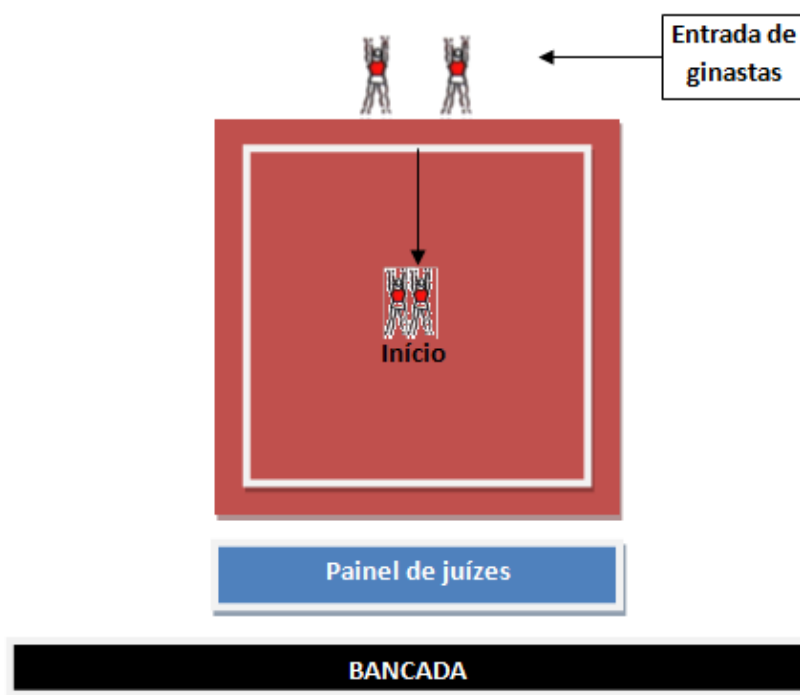 Entrada de
ginastas
Início
Painel de juízes
BANCADA